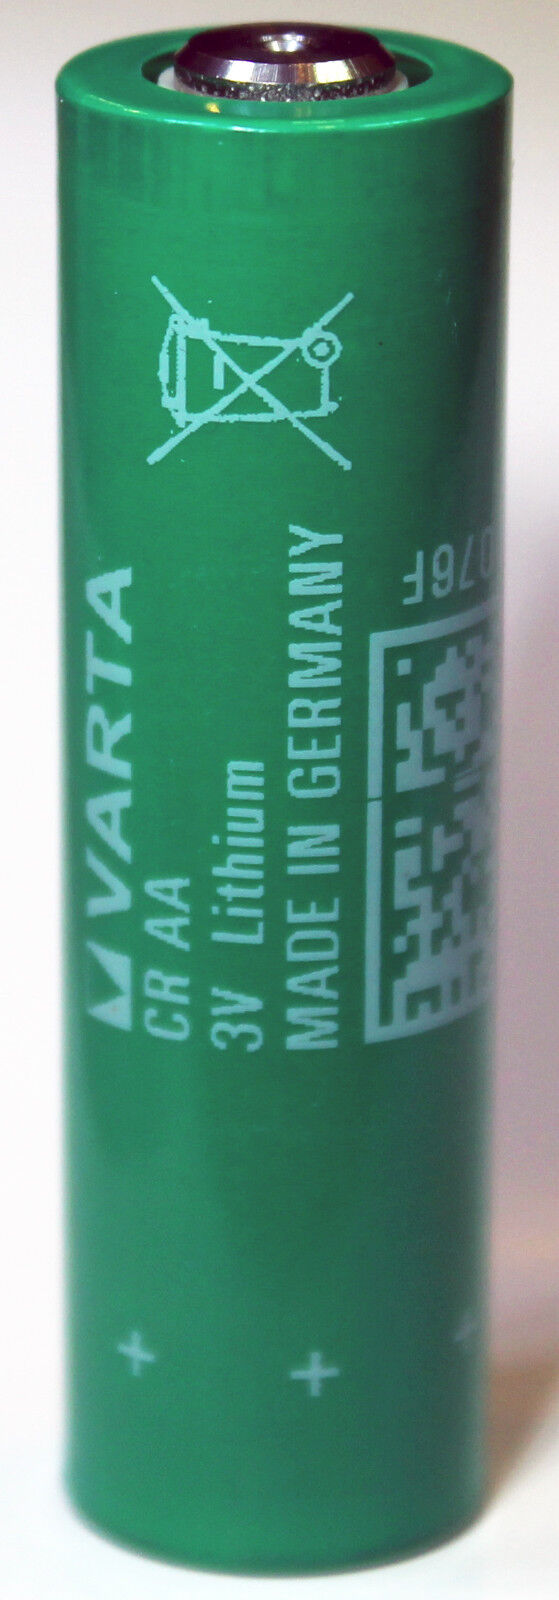 VARTA
CR AA
3V Lithium
MADE IN GERMANY
+ + +